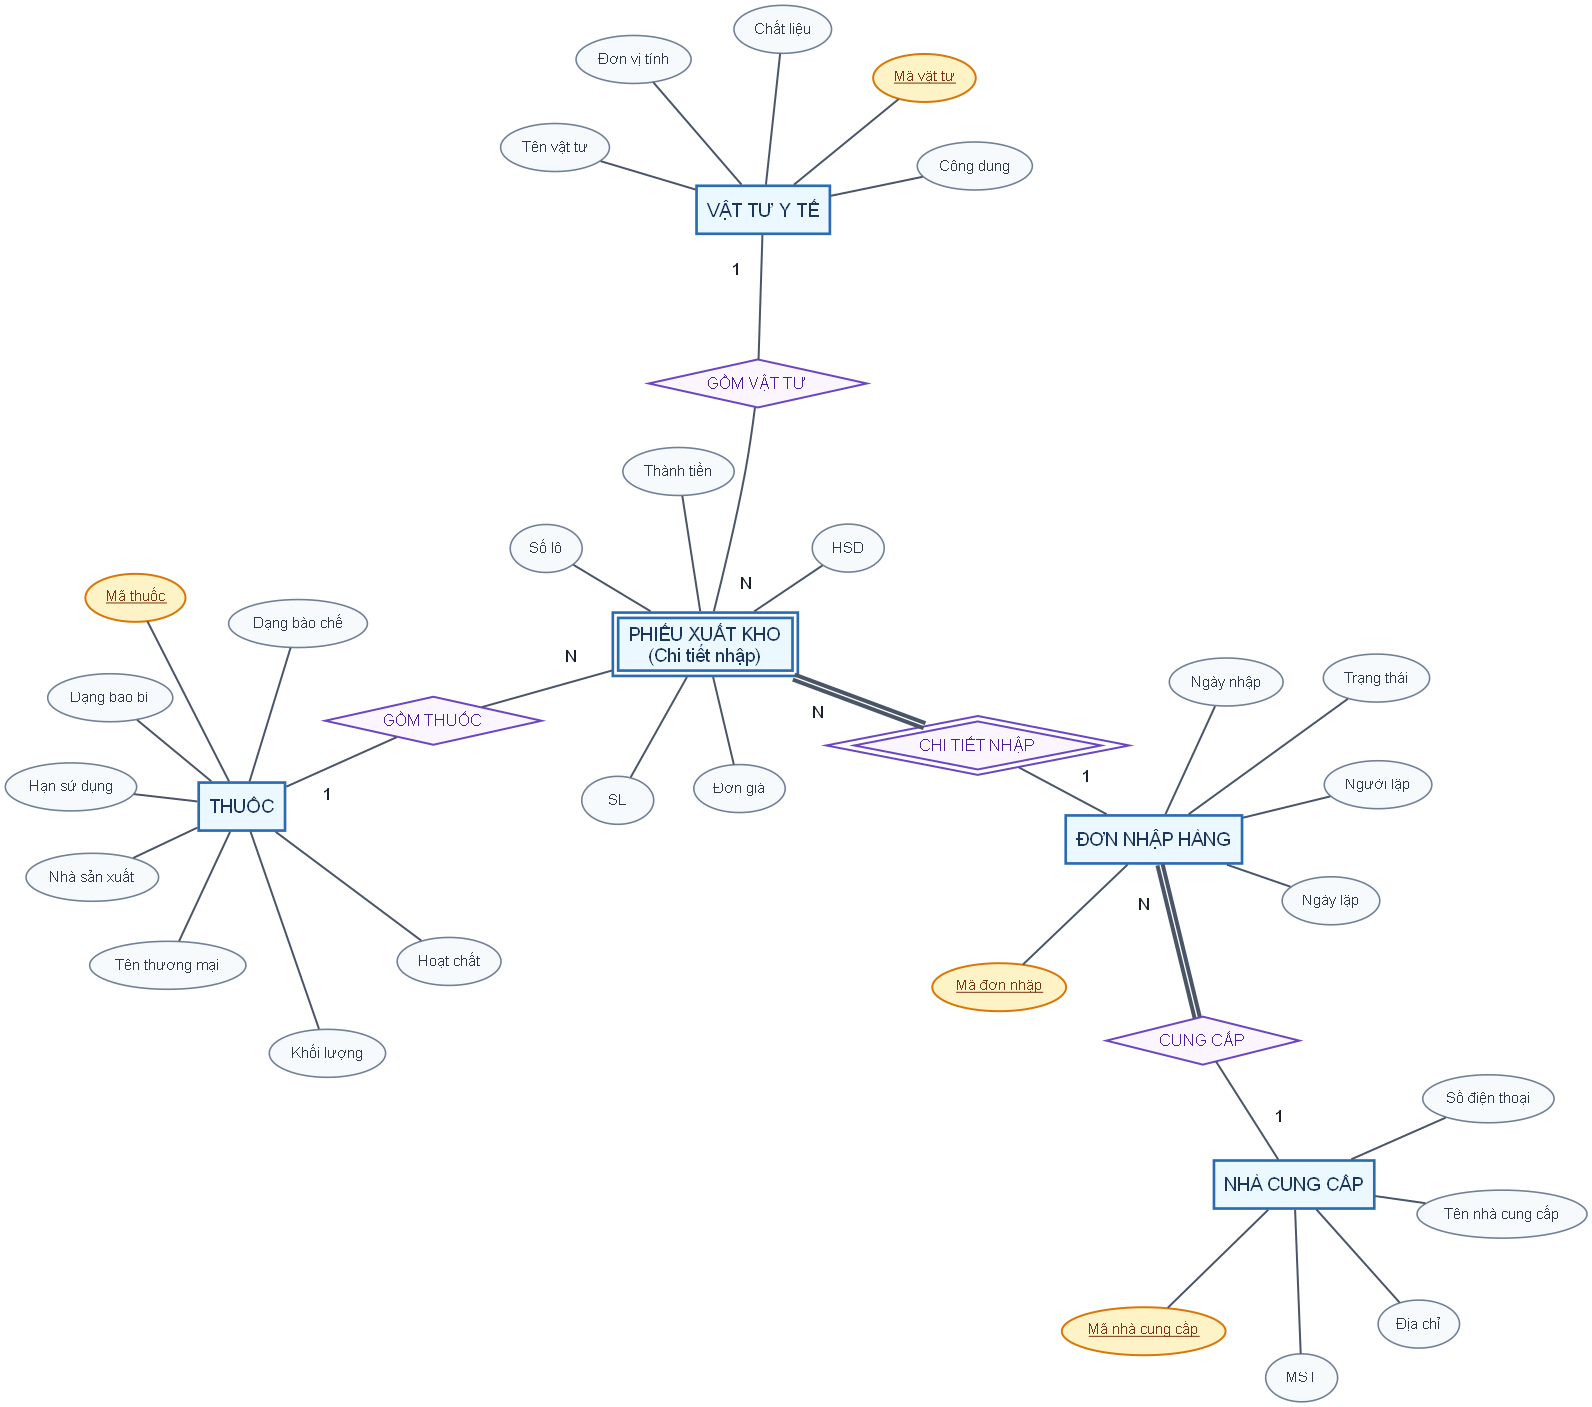 Chất liệu
Đơn vị tính
Mã vật tư
Tên vật tư
Công dung
VẬT TƯ Y TẾ
1
GỒM VẬT TƯ
Thành tiền
Số lô
HSD
N
Mã thuốc
Dạng bào chế
PHIẾU XUẤT KHO
(Chi tiết nhập)
N
Ngày nhập
Trạng thái
Dạng bao bì
N
GỒM THUỐC
CHI TIẾT NHẬP
1
Hạn sử dụng
1
THUỐC
SL
Đơn giá
Người lập
ĐƠN NHẬP HÀNG
Nhà sản xuất
N
Ngày lập
Tên thương mại
Hoạt chất
Mã đơn nhập
Khối lượng
CUNG CẤP
1
Số điện thoại
NHÀ CUNG CẤP
Tên nhà cung cấp
Mã nhà cung cấp
Địa chỉ
MST